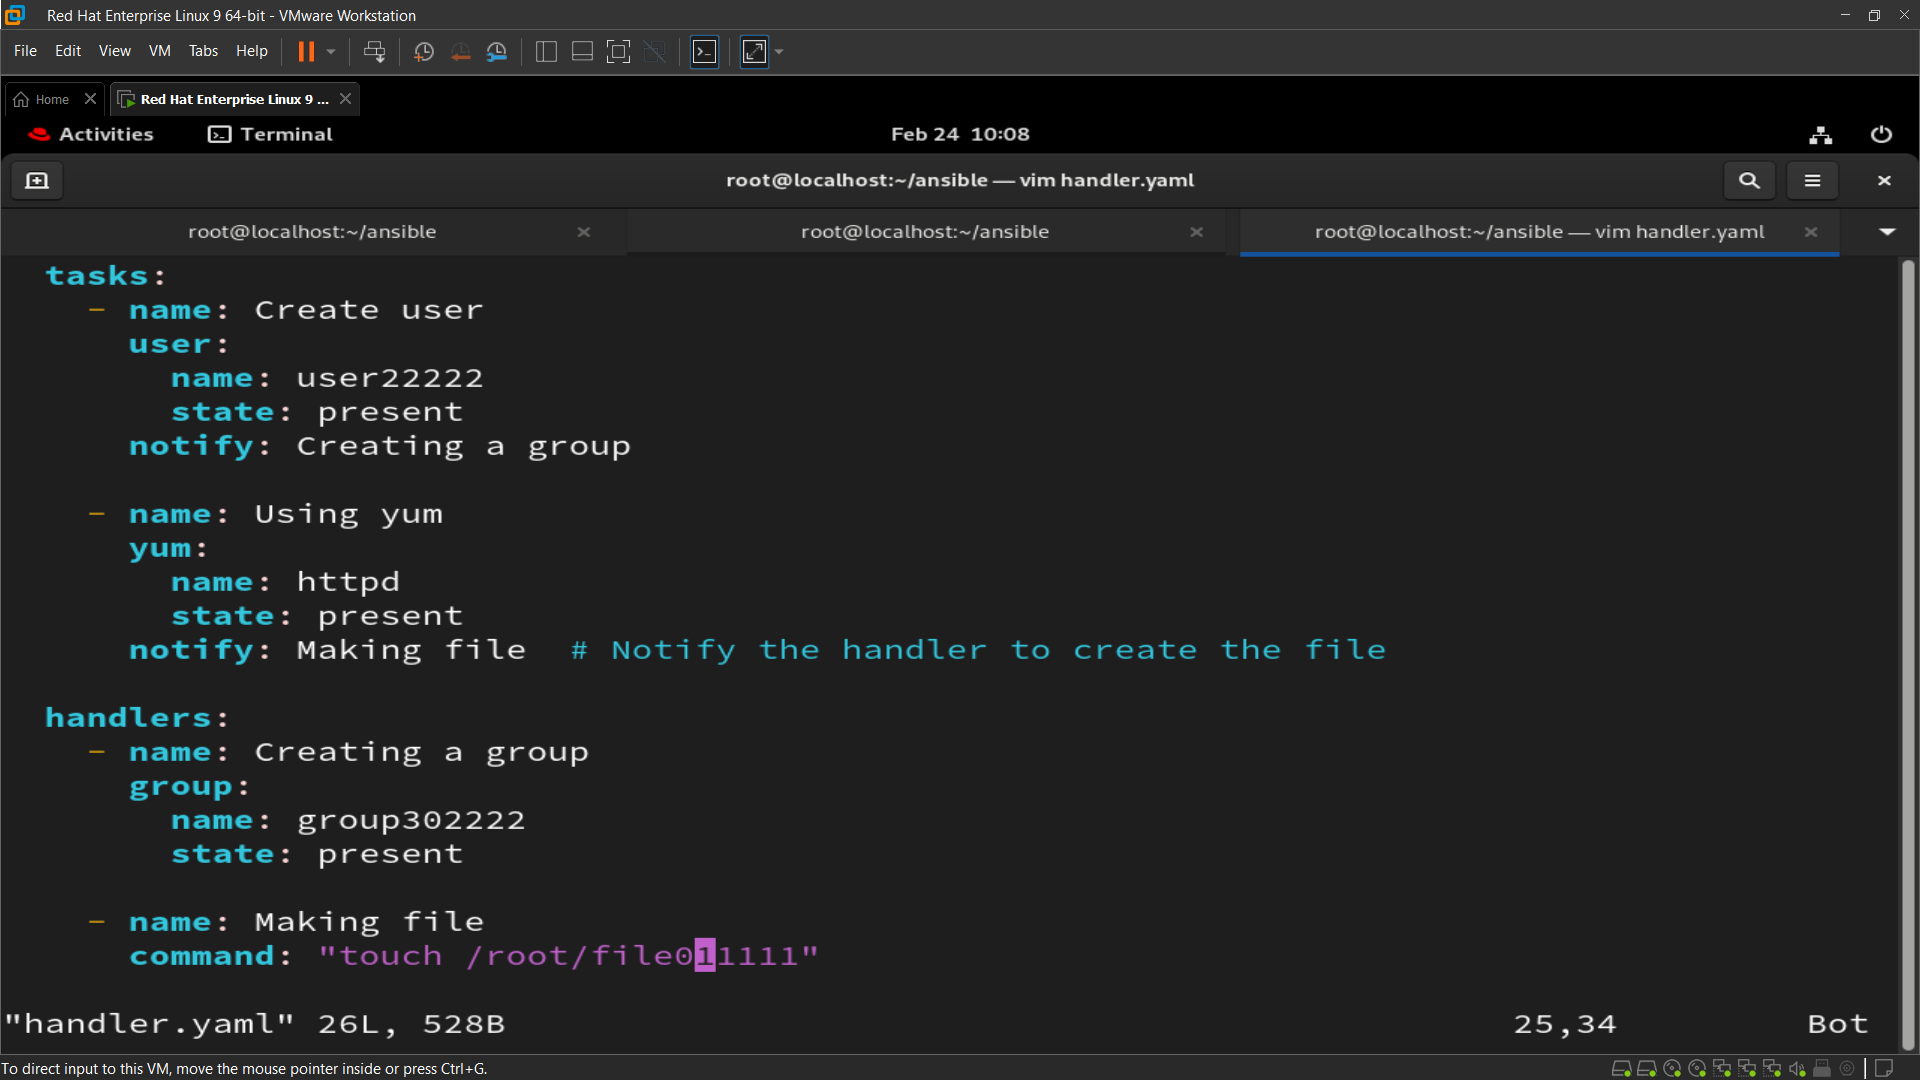 Red Hat Enterprise Linux 9 64-bit - VMware Workstation
File Edit View VM Tabs Help
Home Red Hat Enterprise Linux 9 ...
Activities Terminal Feb 24 10:08
root@localhost:~/ansible — vim handler.yaml
root@localhost:~/ansible root@localhost:~/ansible root@localhost:~/ansible — vim handler.yaml
tasks:
- name: Create user
user:
name: user22222
state: present
notify: Creating a group
- name: Using yum
yum:
name: httpd
state: present
notify: Making file # Notify the handler to create the file
handlers:
- name: Creating a group
group:
name: group302222
state: present
- name: Making file
command: "touch /root/file011111"
"handler.yaml" 26L, 528B 25,34 Bot
To direct input to this VM, move the mouse pointer inside or press Ctrl+G.